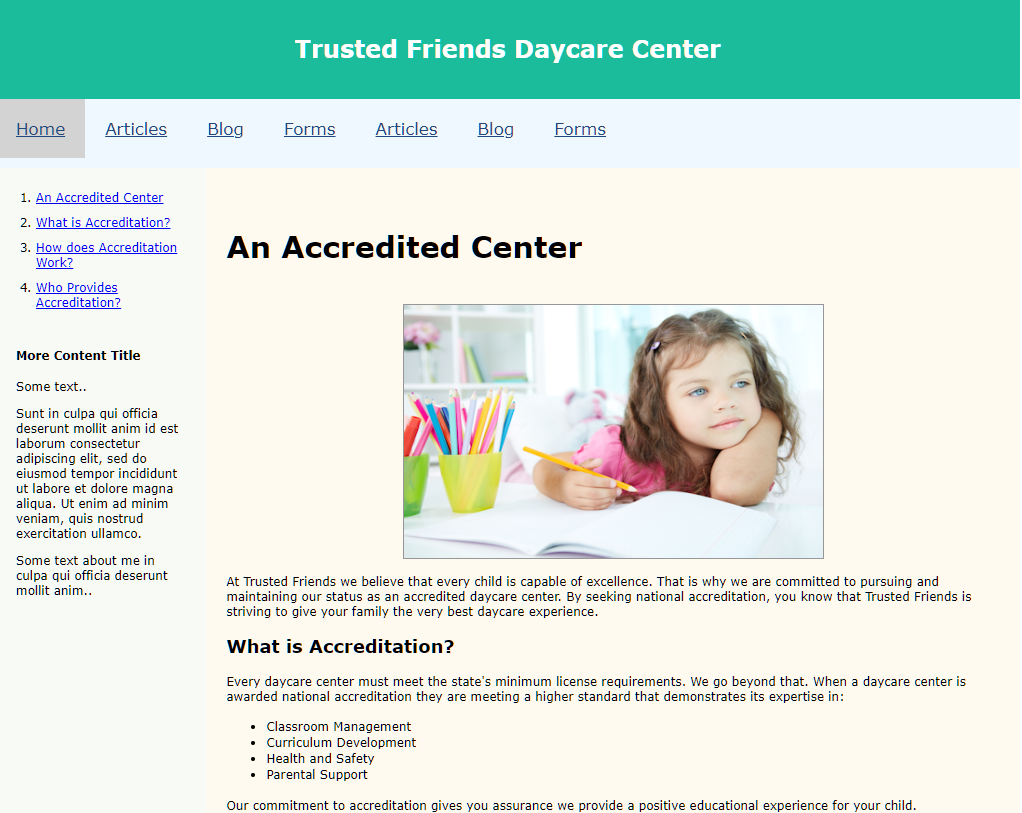 Trusted Friends Daycare Center
Home Articles Blog Forms Articles Blog Forms
1. An Accredited Center
2. What is Accreditation?
3. How does Accreditation
Work?
4. Who Provides
Accreditation?
More Content Title
Some text..
Sunt in culpa qui officia
deserunt mollit anim id est
laborum consectetur
adipiscing elit, sed do
eiusmod tempor incididunt
ut labore et dolore magna
aliqua. Ut enim ad minim
veniam, quis nostrud
exercitation ullamco.
Some text about me in
culpa qui officia deserunt
mollit anim..
An Accredited Center
At Trusted Friends we believe that every child is capable of excellence. That is why we are committed to pursuing and
maintaining our status as an accredited daycare center. By seeking national accreditation, you know that Trusted Friends is
striving to give your family the very best daycare experience.
What is Accreditation?
Every daycare center must meet the state's minimum license requirements. We go beyond that. When a daycare center is
awarded national accreditation they are meeting a higher standard that demonstrates its expertise in:
• Classroom Management
• Curriculum Development
• Health and Safety
• Parental Support
Our commitment to accreditation gives you assurance we provide a positive educational experience for your child.